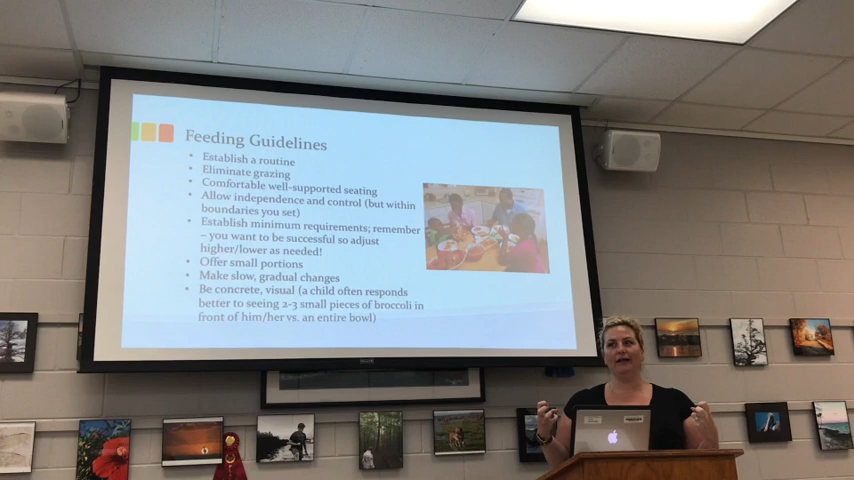 Feeding Guidelines
• Establish a routine
• Eliminate grazing
• Comfortable well-supported seating
• Allow independence and control (but within
boundaries you set)
• Establish minimum requirements; remember
– you want to be successful so adjust
higher/lower as needed!
• Offer small portions
• Make slow, gradual changes
• Be concrete, visual (a child often responds
better to seeing 2-3 small pieces of broccoli in
front of him/her vs. an entire bowl)